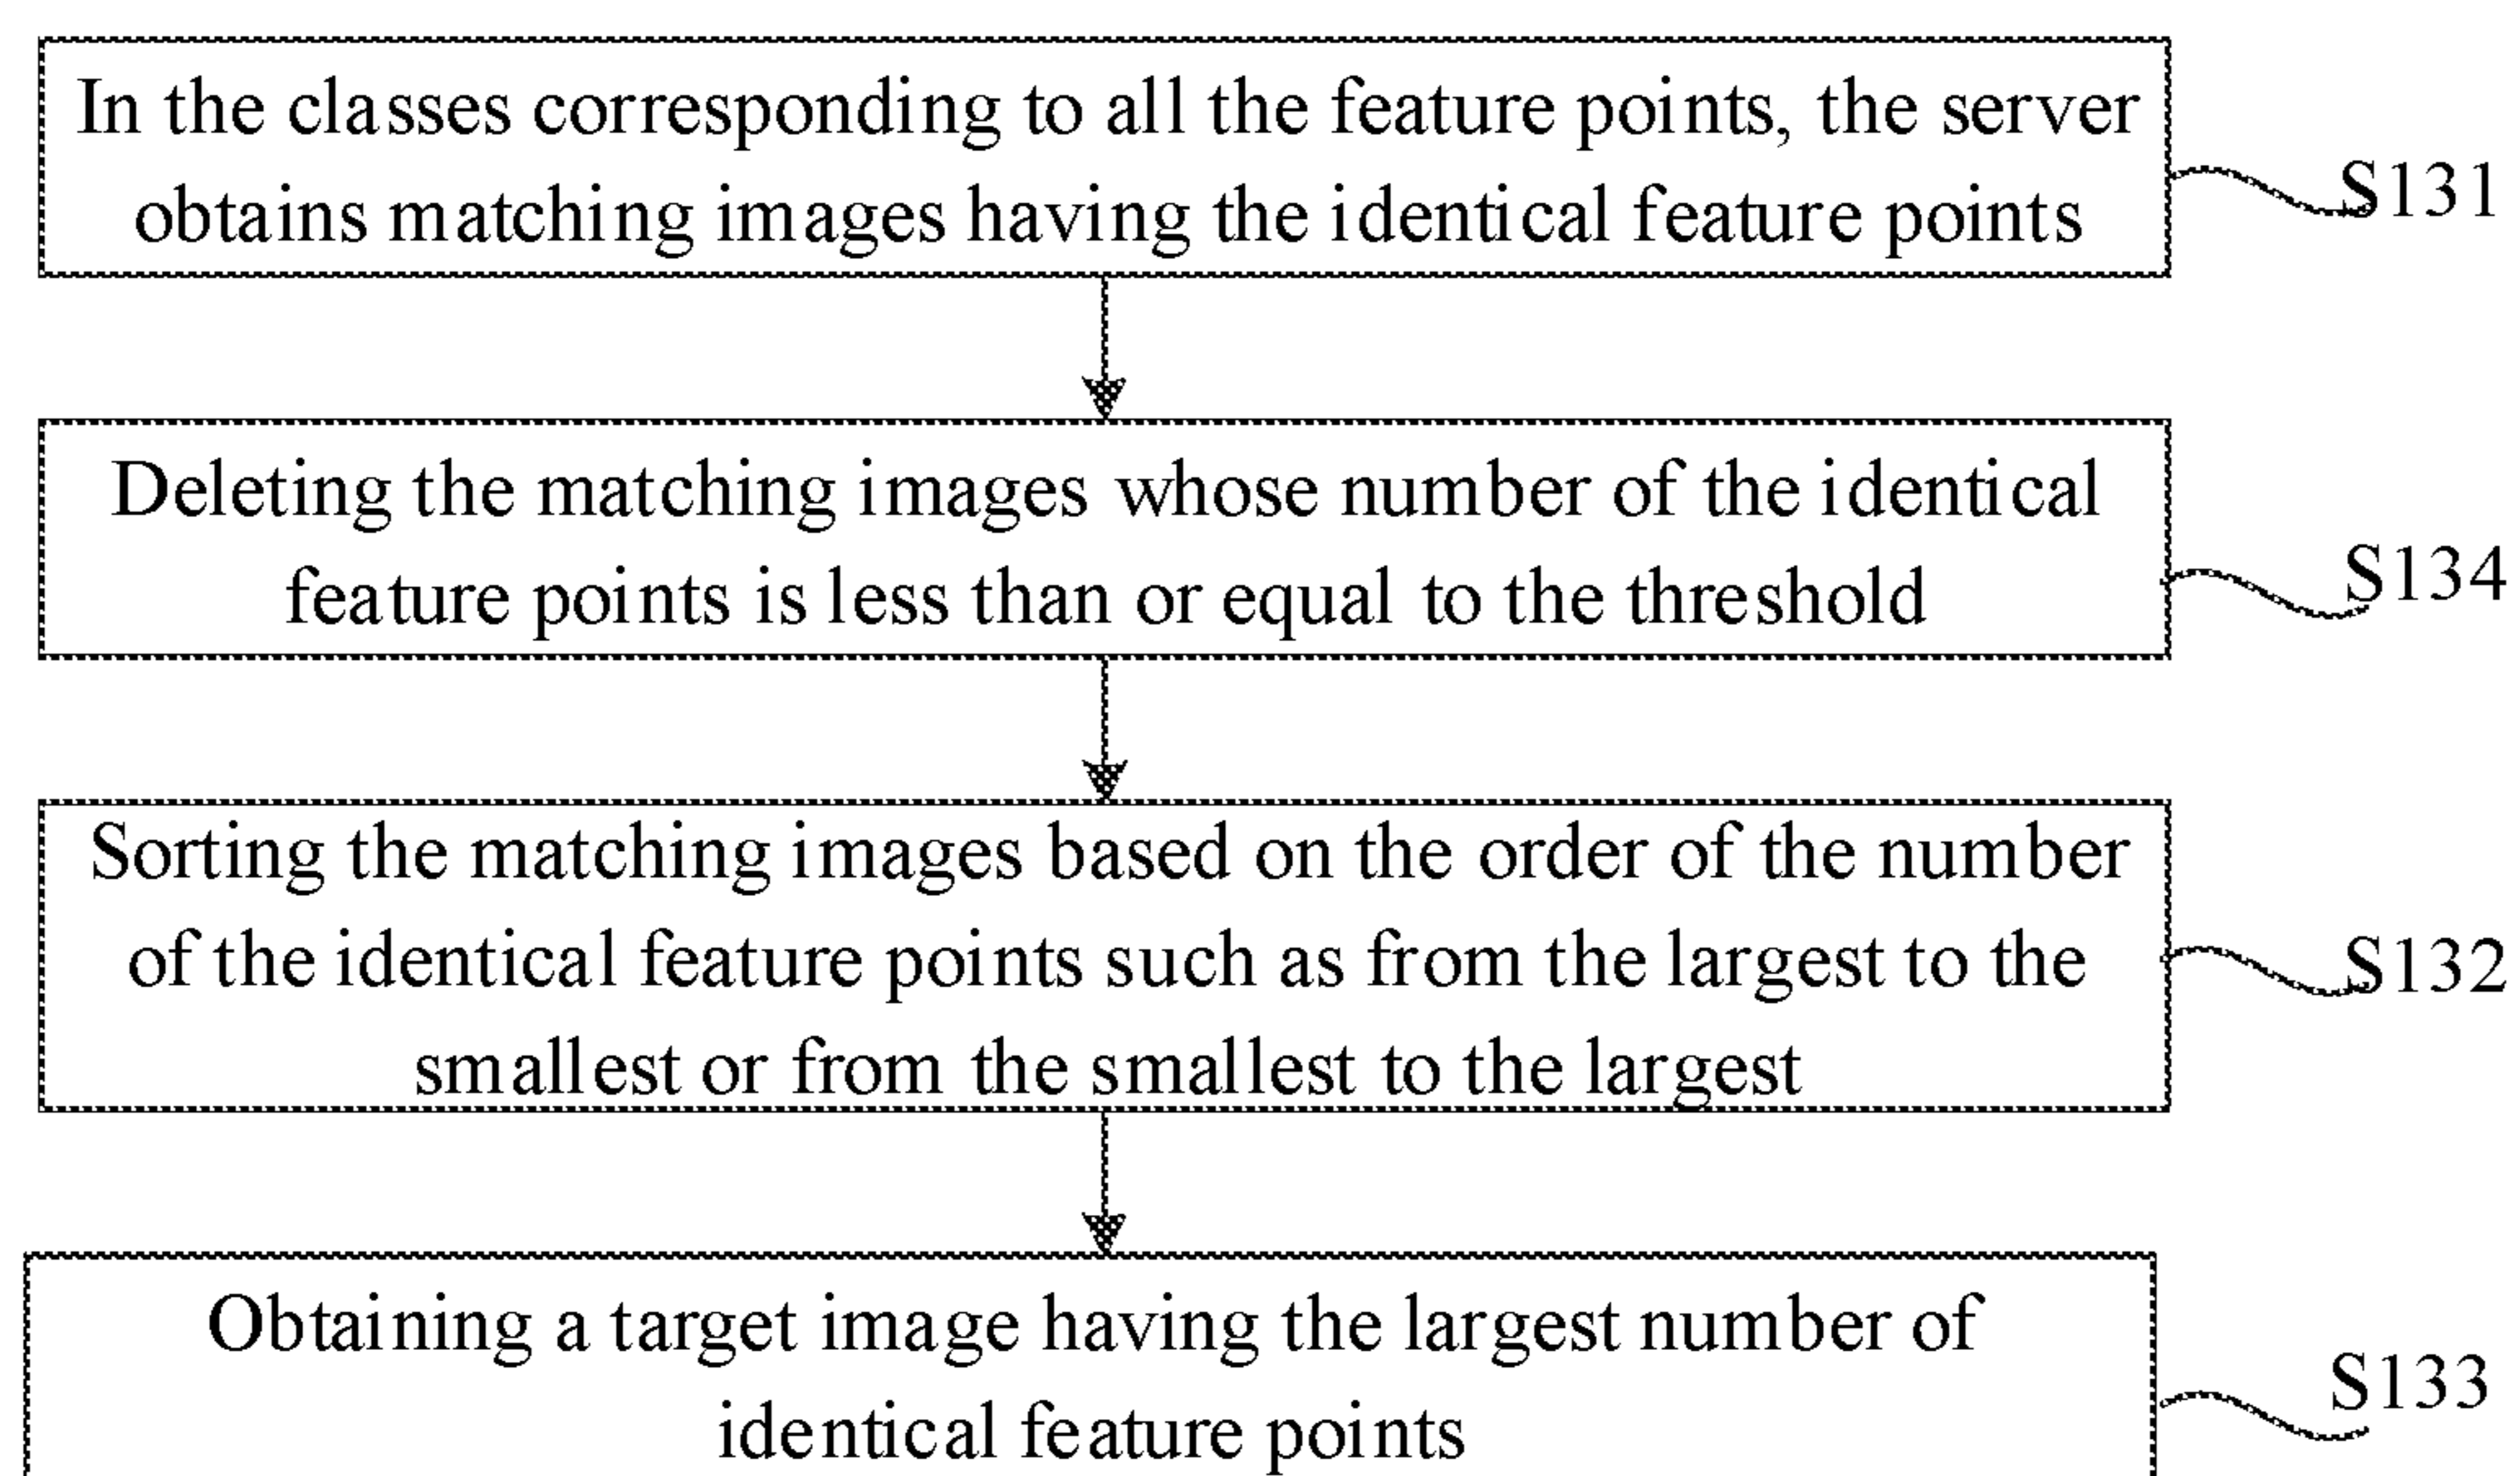 In the classes corresponding to all the feature points, the server
obtains matching images having the identical feature points
S131
Deleting the matching images whose number of the identical
feature points is less than or equal to the threshold
S134
Sorting the matching images based on the order of the number
of the identical feature points such as from the largest to the
smallest or from the smallest to the largest
S132
Obtaining a target image having the largest number of
identical feature points
S133